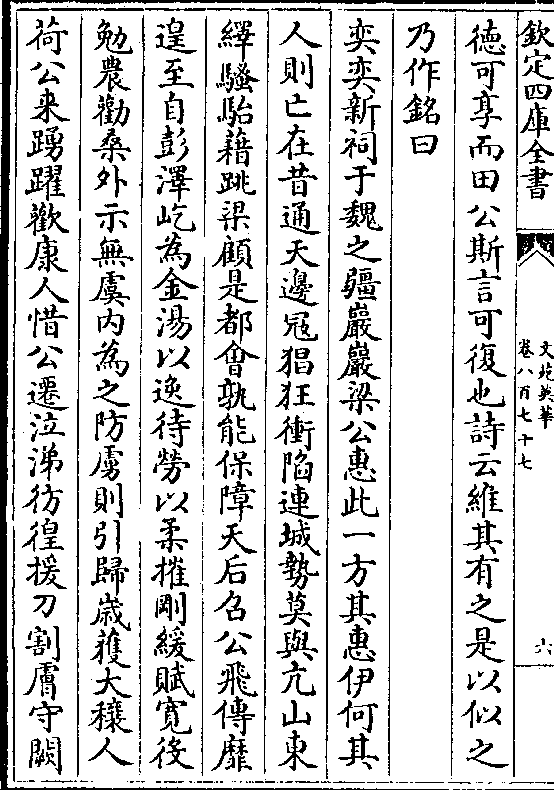 欽定四庫全書
文苑英華
卷八百七十七
六
德可享而田公斯言可復也詩云維其有之是以似之
乃作銘曰
奕奕新祠于魏之疆巖巖梁公惠此一方其惠伊何其
人則亡在昔通天邊冦猖狂衝陷連城勢莫與亢山東
繹騷駘藉跳梁顧是都會孰能保障天后召公飛傳靡
遑至自彭澤屹為金湯以逸待勞以柔摧剛緩賦寛役
勉農勸桑外示無虞内為之防虜則引歸歲獲大穰人
荷公来踴躍歡康人惜公遷泣涕彷徨援刀割膚守闕